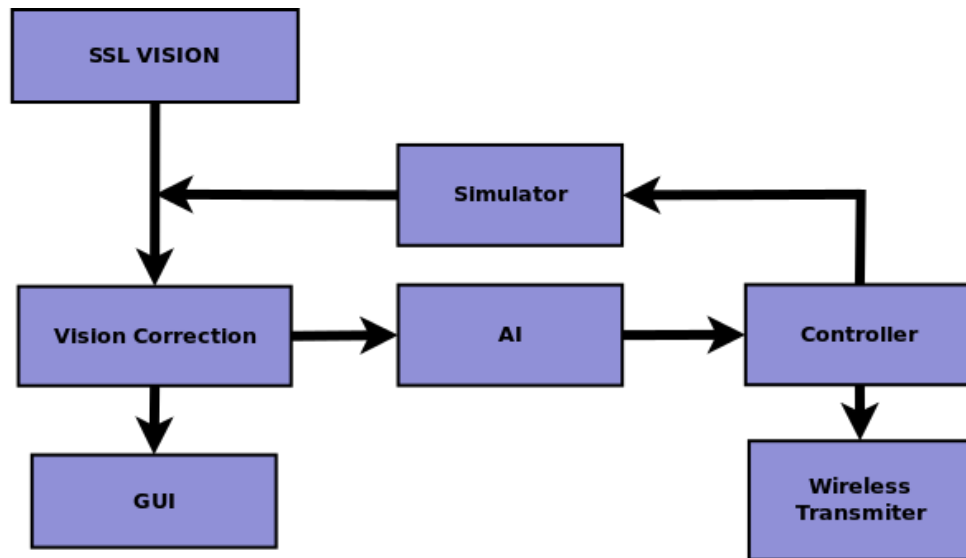 SSL VISION
Simulator
Vision Correction
AI
Controller
GUI
Wireless
Transmiter